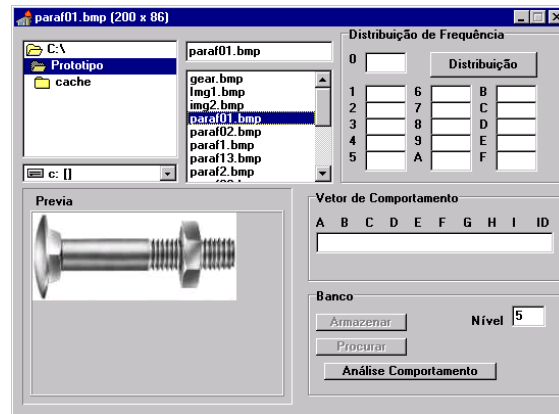 paraf01.bmp (200 x 86)
C:\
Prototipo
cache
c: []
paraf01.bmp
gear.bmp
Img1.bmp
img2.bmp
paraf01.bmp
paraf02.bmp
paraf1.bmp
paraf13.bmp
paraf2.bmp
Distribuição de Frequência
0 Distribuição
1 6 B
2 7 C
3 8 D
4 9 E
5 A F
Previa
Vetor de Comportamento
A B C D E F G H I ID
Banco
Armazenar Nível 5
Procurar
Análise Comportamento